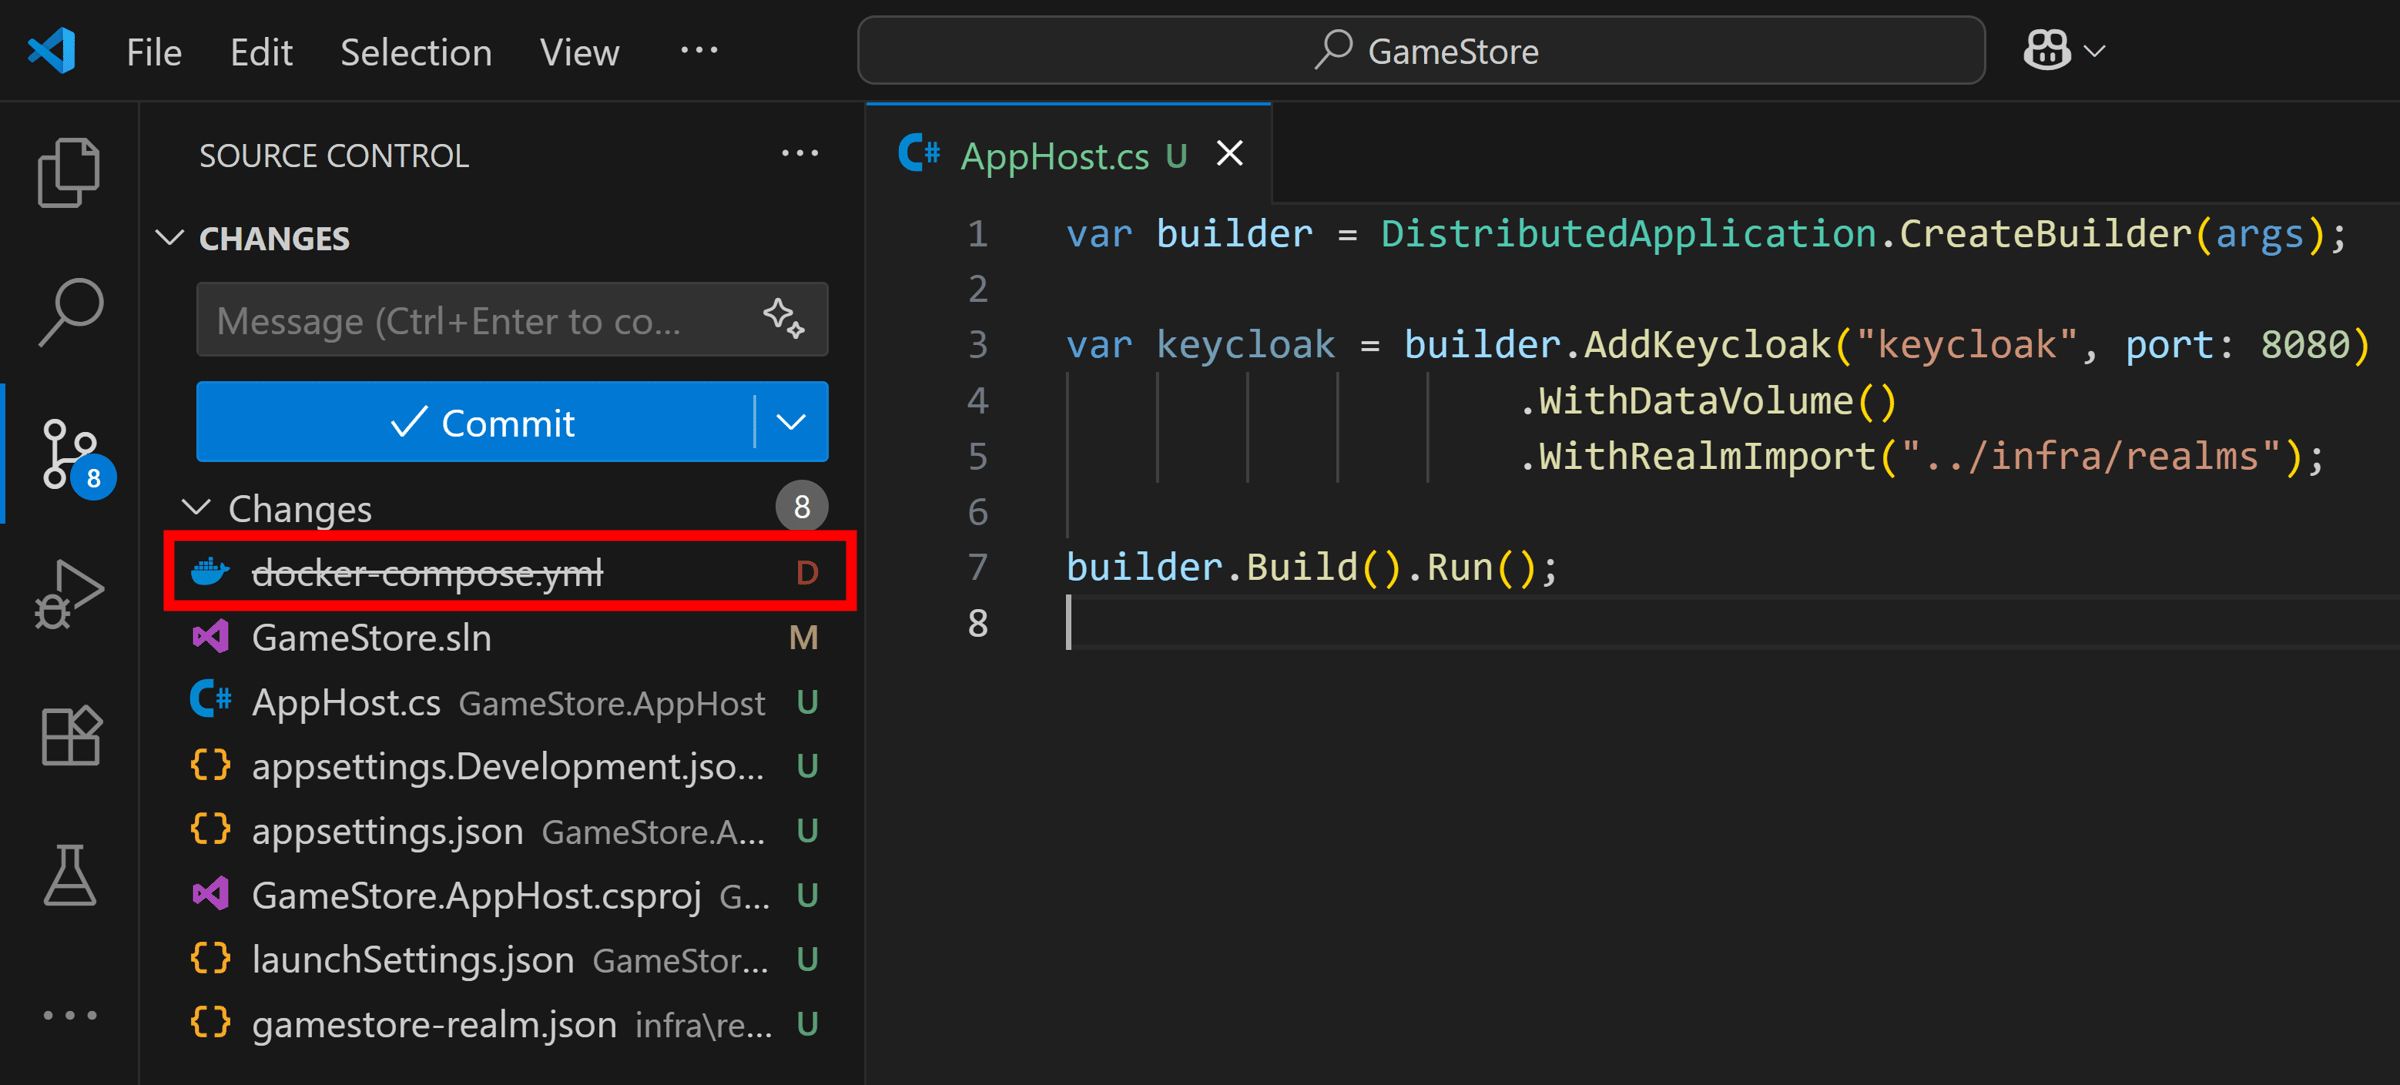 File Edit Selection View ···
GameStore
SOURCE CONTROL ···
CHANGES
Message (Ctrl+Enter to co...
Commit
8
Changes 8
docker-compose.yml D
GameStore.sln M
AppHost.cs GameStore.AppHost U
appsettings.Development.jso... U
appsettings.json GameStore.A... U
GameStore.AppHost.csproj G... U
launchSettings.json GameStor... U
gamestore-realm.json infra\re... U
C# AppHost.cs U
1 var builder = DistributedApplication.CreateBuilder(args);
2
3 var keycloak = builder.AddKeycloak("keycloak", port: 8080)
4 .WithDataVolume()
5 .WithRealmImport("../infra/realms");
6
7 builder.Build().Run();
8